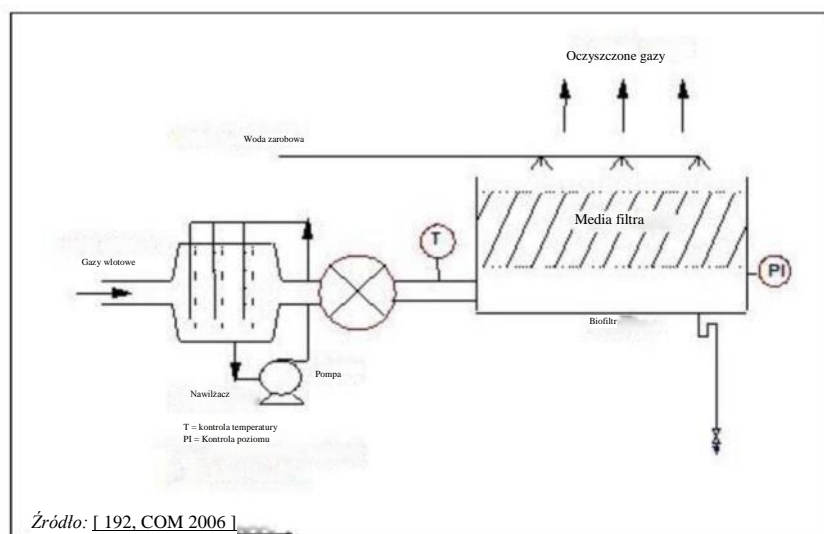 Oczyszczone gazy
Woda zarobowa
Media filtra
T
Gazy wlotowe
PI
Biofiltr
Pompa
Nawilżacz
T = kontrola temperatury
PI = Kontrola poziomu
Źródło: [ 192, COM 2006 ]